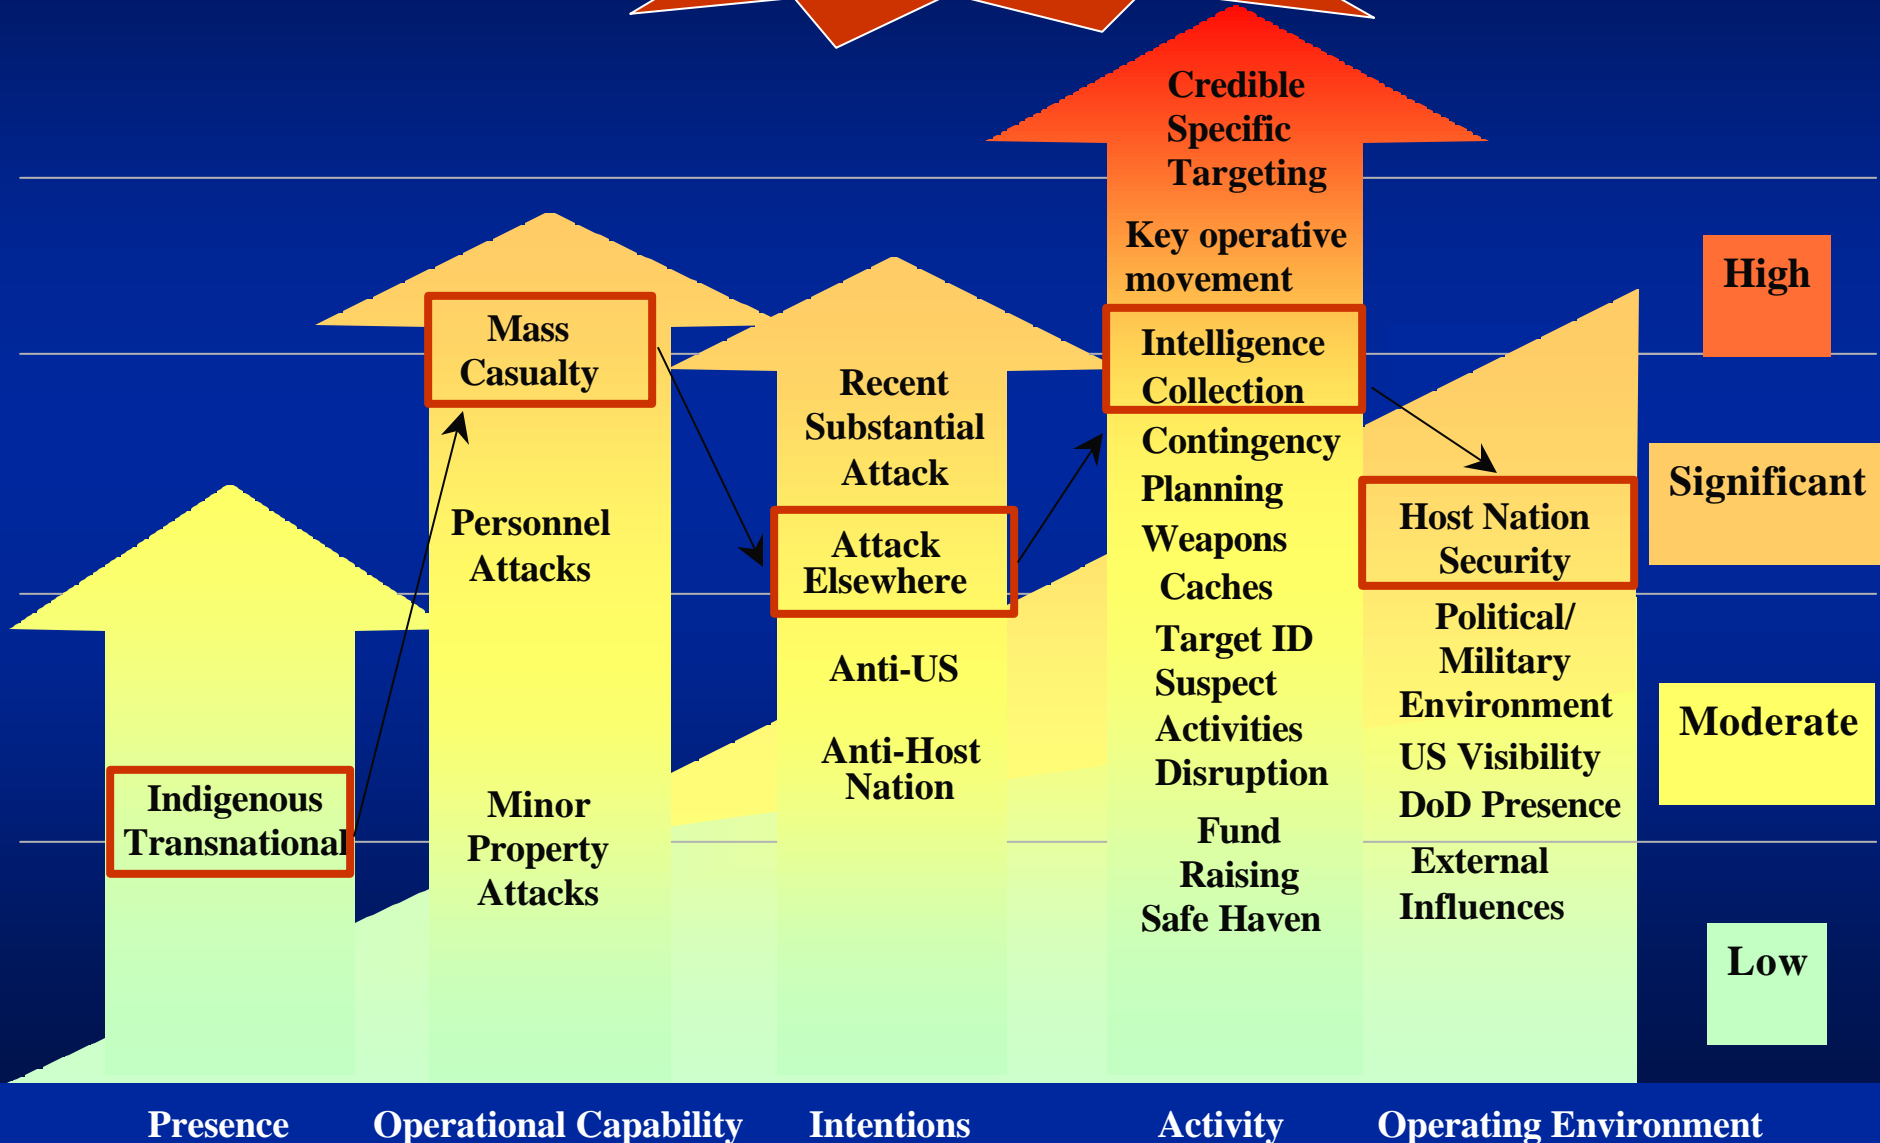 Credible
Specific
Targeting
Key operative
movement
Intelligence
Collection
Contingency
Planning
Weapons
Caches
Target ID
Suspect
Activities
Disruption
Fund
Raising
Safe Haven
Mass
Casualty
Personnel
Attacks
Minor
Property
Attacks
Recent
Substantial
Attack
Attack
Elsewhere
Anti-US
Anti-Host
Nation
Indigenous
Transnational
Host Nation
Security
Political/
Military
Environment
US Visibility
DoD Presence
External
Influences
High
Significant
Moderate
Low
Presence
Operational Capability
Intentions
Activity
Operating Environment